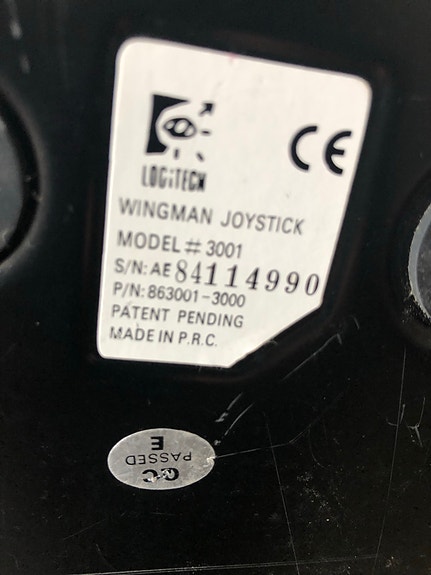 LOGITECH
CE
WINGMAN JOYSTICK
MODEL # 3001
S/N: AE 84114990
P/N: 863001-3000
PATENT PENDING
MADE IN P.R.C.
QC
PASSED
E